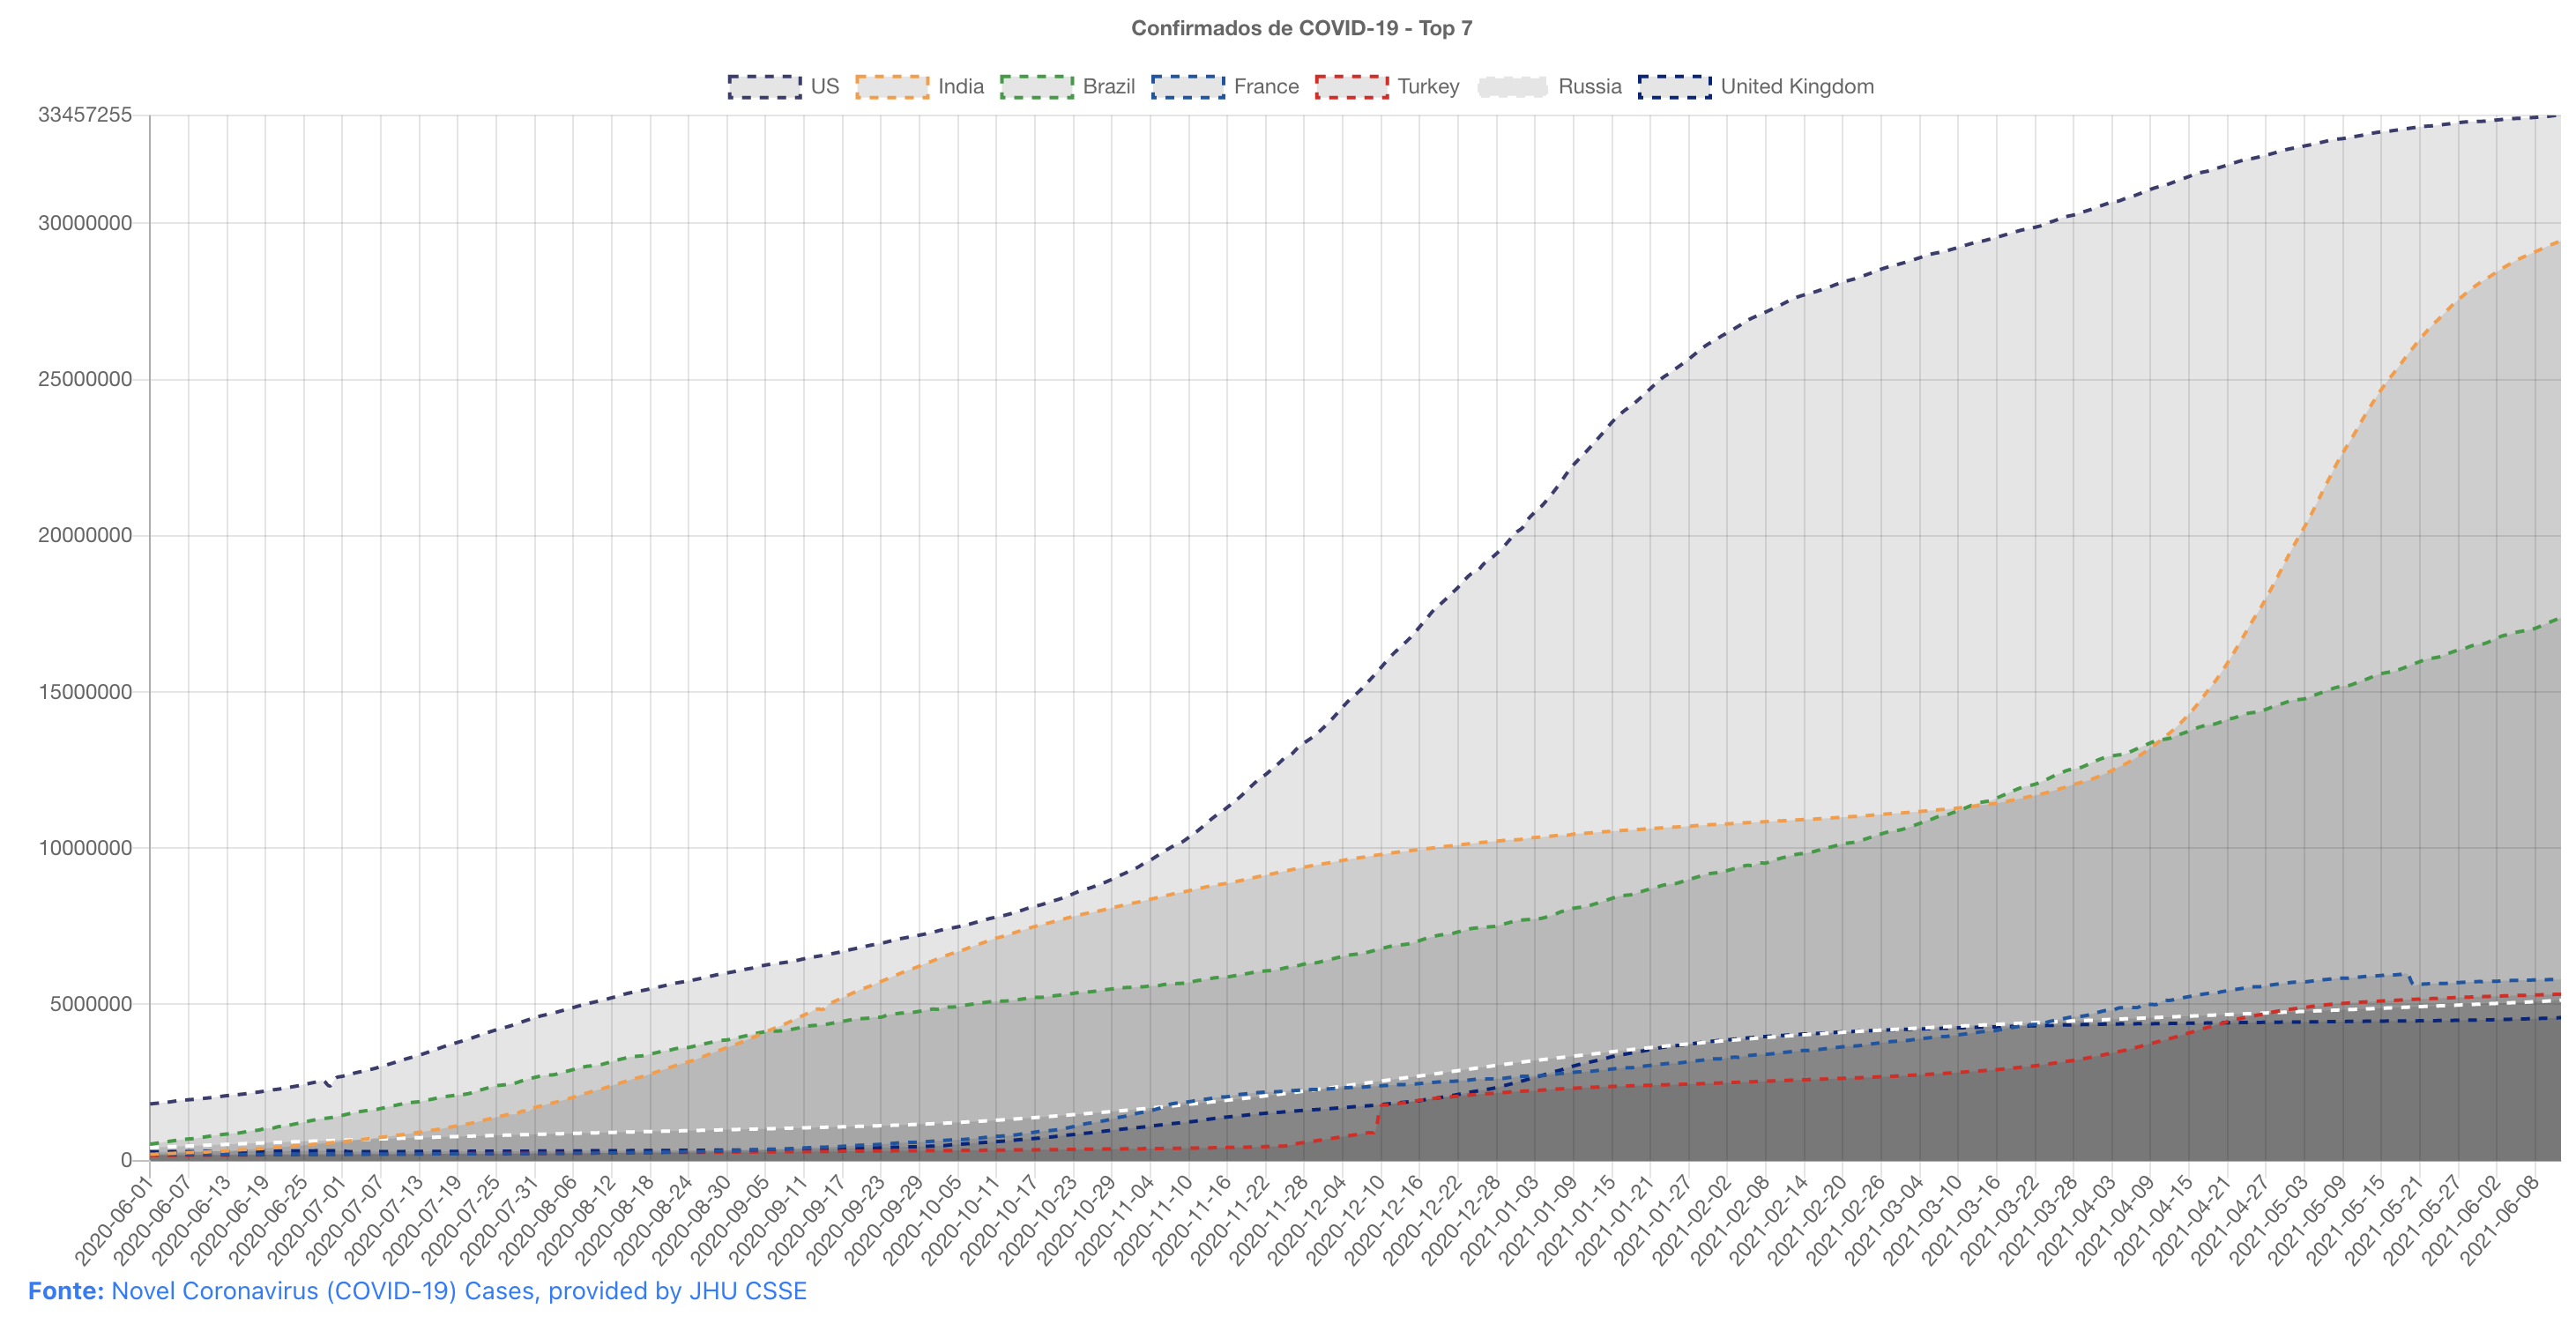 Confirmados de COVID-19 - Top 7
US India Brazil France Turkey Russia United Kingdom
33457255
30000000
25000000
20000000
15000000
10000000
5000000
0
2020-06-01 2020-06-07 2020-06-13 2020-06-19 2020-06-25 2020-07-01 2020-07-07 2020-07-13 2020-07-19 2020-07-25 2020-07-31 2020-08-06 2020-08-12 2020-08-18 2020-08-24 2020-08-30 2020-09-05 2020-09-11 2020-09-17 2020-09-23 2020-09-29 2020-10-05 2020-10-11 2020-10-17 2020-10-23 2020-10-29 2020-11-04 2020-11-10 2020-11-16 2020-11-22 2020-11-28 2020-12-04 2020-12-10 2020-12-16 2020-12-22 2020-12-28 2021-01-03 2021-01-09 2021-01-15 2021-01-21 2021-01-27 2021-02-02 2021-02-08 2021-02-14 2021-02-20 2021-02-26 2021-03-04 2021-03-10 2021-03-16 2021-03-22 2021-03-28 2021-04-03 2021-04-09 2021-04-15 2021-04-21 2021-04-27 2021-05-03 2021-05-09 2021-05-15 2021-05-21 2021-05-27 2021-06-02 2021-06-08
Fonte: Novel Coronavirus (COVID-19) Cases, provided by JHU CSSE